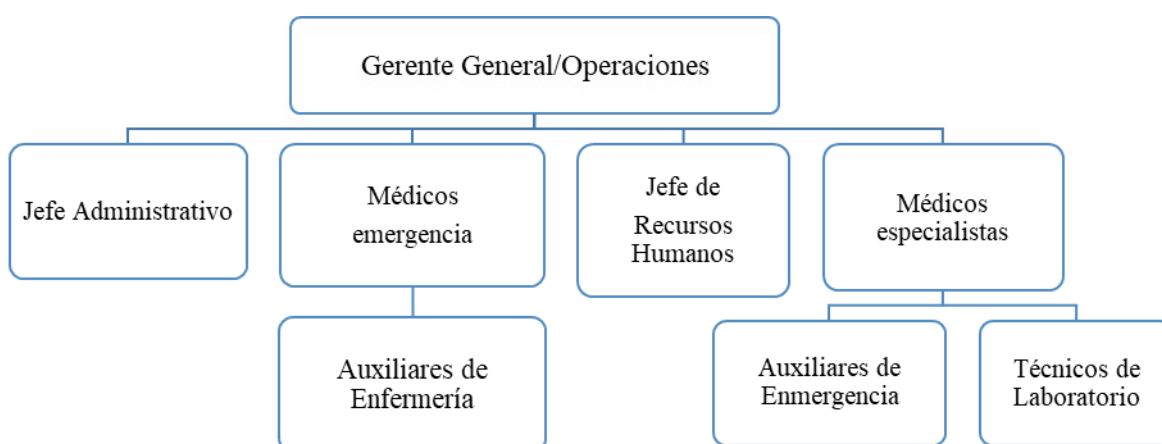 Gerente General/Operaciones
Jefe Administrativo
Médicos
emergencia
Jefe de
Recursos
Humanos
Médicos
especialistas
Auxiliares de
Enfermería
Auxiliares de
Enmergencia
Técnicos de
Laboratorio